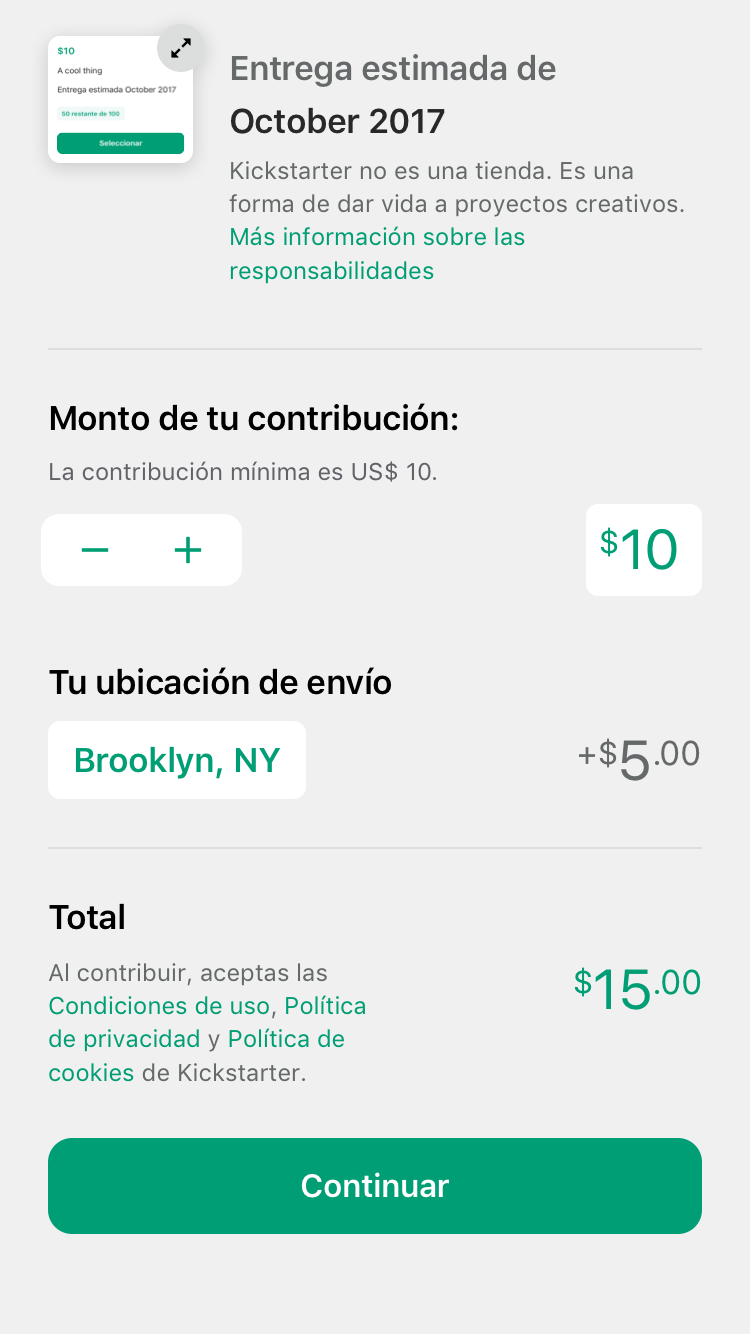 $10
A cool thing
Entrega estimada October 2017
50 restante de 100
Seleccionar
Entrega estimada de
October 2017
Kickstarter no es una tienda. Es una
forma de dar vida a proyectos creativos.
Más información sobre las
responsabilidades
Monto de tu contribución:
La contribución mínima es US$ 10.
$10
Tu ubicación de envío
Brooklyn, NY
+$5.00
Total
Al contribuir, aceptas las
Condiciones de uso, Política
de privacidad y Política de
cookies de Kickstarter.
$15.00
Continuar